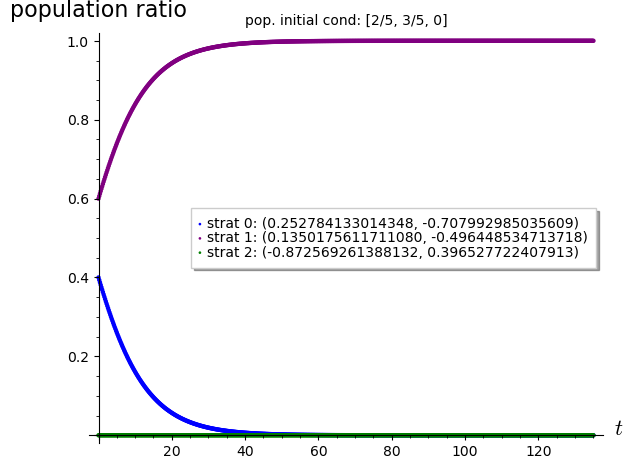 population ratio
pop. initial cond: [2/5, 3/5, 0]
1.0
0.8
0.6
strat 0: (0.252784133014348, -0.707992985035609)
strat 1: (0.1350175611711080, -0.496448534713718)
strat 2: (-0.872569261388132, 0.396527722407913)
0.4
0.2
t
20 40 60 80 100 120